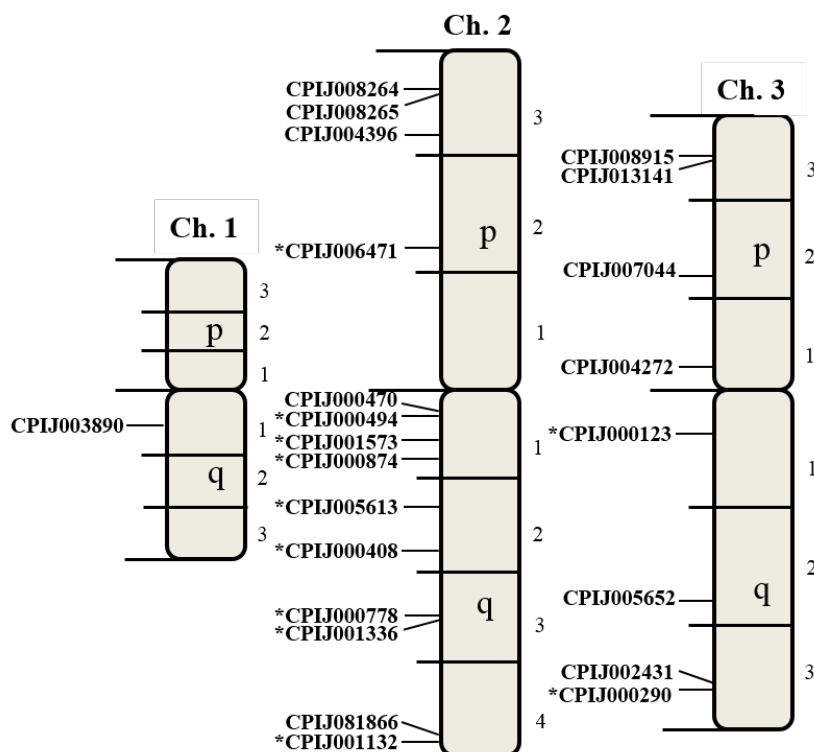 Ch. 1
3
p
2
1
CPIJ003890
1
q
2
3
Ch. 2
CPIJ008264
CPIJ008265
3
CPIJ004396
p
2
*CPIJ006471
1
CPIJ000470
*CPIJ000494
*CPIJ001573
1
*CPIJ000874
*CPIJ005613
2
*CPIJ000408
q
*CPIJ000778
3
*CPIJ001336
CPIJ081866
4
*CPIJ001132
Ch. 3
CPIJ008915
3
CPIJ013141
p
2
CPIJ007044
1
CPIJ004272
*CPIJ000123
1
2
q
CPIJ005652
CPIJ002431
3
*CPIJ000290